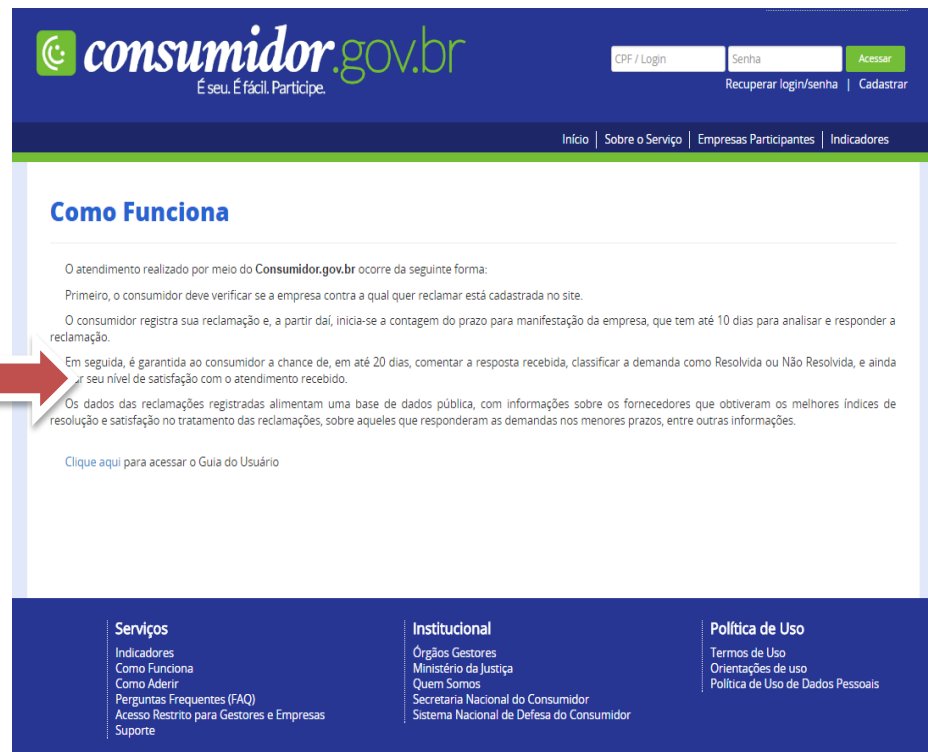 consumidor.gov.br
É seu. É fácil. Participe.
CPF / Login
Senha
Acessar
Recuperar login/senha | Cadastrar
Início | Sobre o Serviço | Empresas Participantes | Indicadores
Como Funciona
O atendimento realizado por meio do Consumidor.gov.br ocorre da seguinte forma:
Primeiro, o consumidor deve verificar se a empresa contra a qual quer reclamar está cadastrada no site.
O consumidor registra sua reclamação e, a partir daí, inicia-se a contagem do prazo para manifestação da empresa, que tem até 10 dias para analisar e responder a
reclamação.
Em seguida, é garantida ao consumidor a chance de, em até 20 dias, comentar a resposta recebida, classificar a demanda como Resolvida ou Não Resolvida, e ainda
seu nível de satisfação com o atendimento recebido.
Os dados das reclamações registradas alimentam uma base de dados pública, com informações sobre os fornecedores que obtiveram os melhores índices de
resolução e satisfação no tratamento das reclamações, sobre aqueles que responderam as demandas nos menores prazos, entre outras informações.
Clique aqui para acessar o Guia do Usuário
Serviços
Indicadores
Como Funciona
Como Aderir
Perguntas Frequentes (FAQ)
Acesso Restrito para Gestores e Empresas
Suporte
Institucional
Órgãos Gestores
Ministério da Justiça
Quem Somos
Secretaria Nacional do Consumidor
Sistema Nacional de Defesa do Consumidor
Política de Uso
Termos de Uso
Orientações de uso
Política de Uso de Dados Pessoais